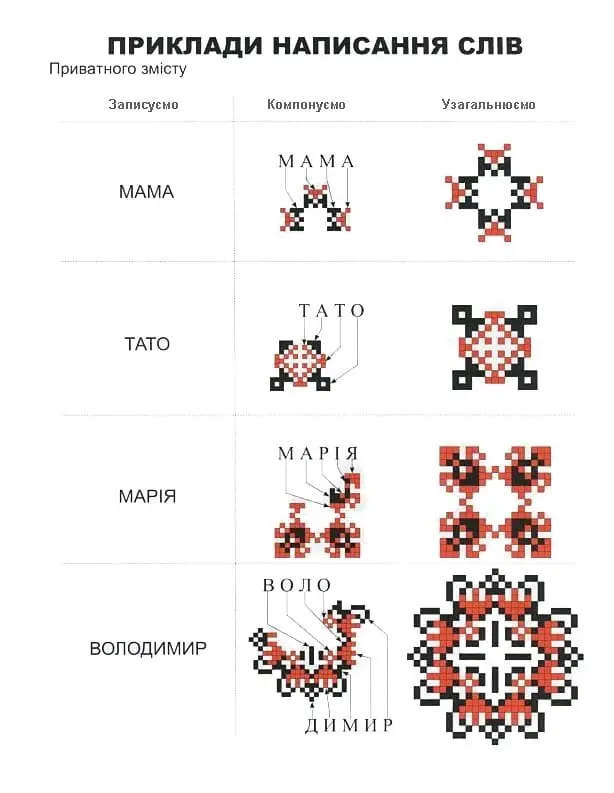 ПРИКЛАДИ НАПИСАННЯ СЛІВ
Приватного змісту
Записуємо Компонуємо Узагальнюємо
М А М А
МАМА
Т А Т О
ТАТО
М А Р І Я
МАРІЯ
В О Л О
ВОЛОДИМИР
Д И М И Р